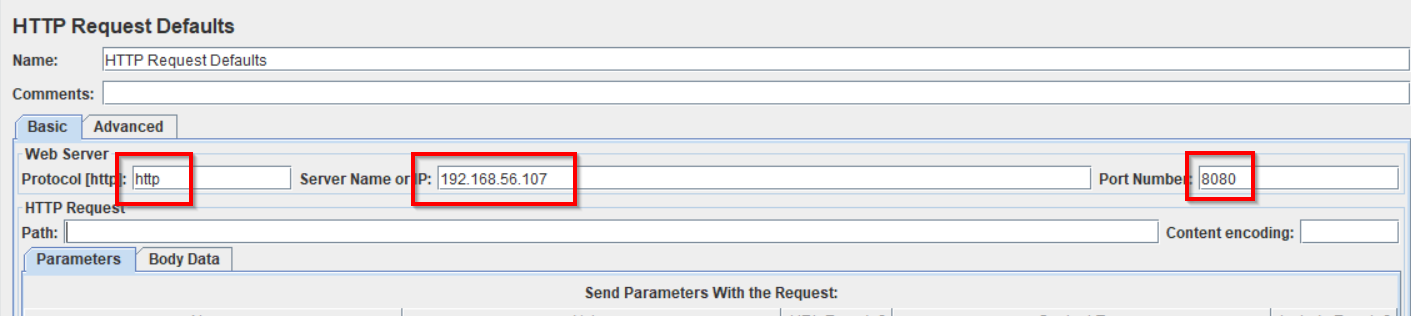 HTTP Request Defaults
Name: HTTP Request Defaults
Comments:
Basic Advanced
Web Server
Protocol [http]: http Server Name or IP: 192.168.56.107 Port Number: 8080
HTTP Request
Path: Content encoding:
Parameters Body Data
Send Parameters With the Request: